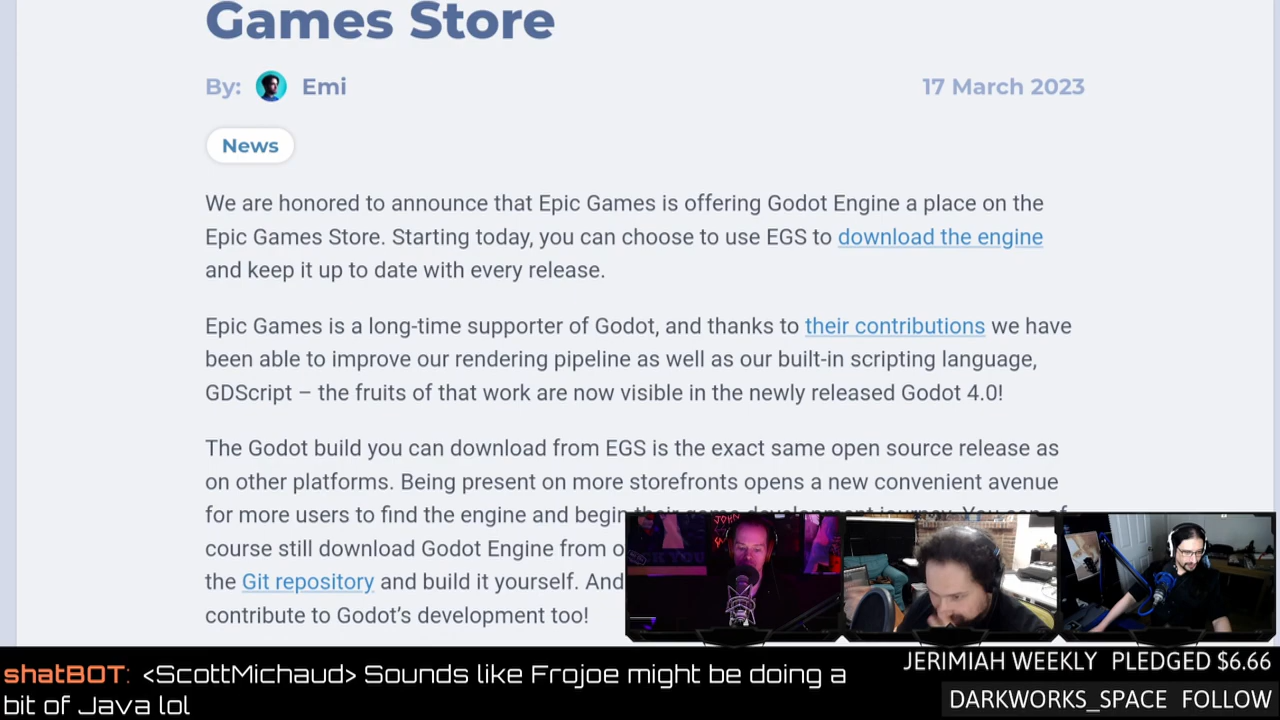 Games Store
By: Emi
17 March 2023
News
We are honored to announce that Epic Games is offering Godot Engine a place on the
Epic Games Store. Starting today, you can choose to use EGS to download the engine
and keep it up to date with every release.
Epic Games is a long-time supporter of Godot, and thanks to their contributions we have
been able to improve our rendering pipeline as well as our built-in scripting language,
GDScript – the fruits of that work are now visible in the newly released Godot 4.0!
The Godot build you can download from EGS is the exact same open source release as
on other platforms. Being present on more storefronts opens a new convenient avenue
for more users to find the engine and begin their game development journey. You can of
course still download Godot Engine from
the Git repository and build it yourself. And
contribute to Godot's development too!
shatBOT: <ScottMichaud> Sounds like Frojoe might be doing a
bit of Java lol
JERIMIAH WEEKLY PLEDGED $6.66
DARKWORKS_SPACE FOLLOW